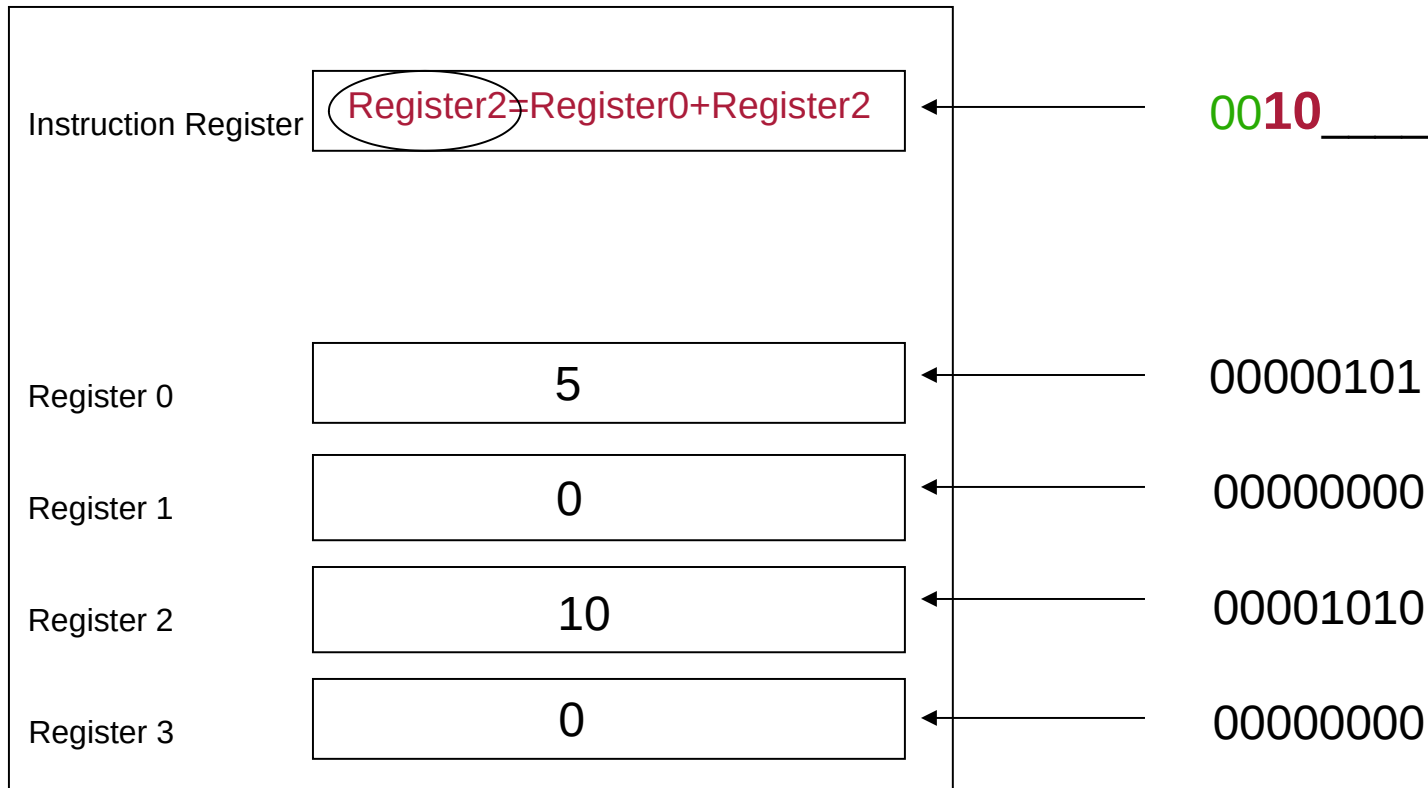 Instruction Register Register2=Register0+Register2 0010____
Register 0 5 00000101
Register 1 0 00000000
Register 2 10 00001010
Register 3 0 00000000